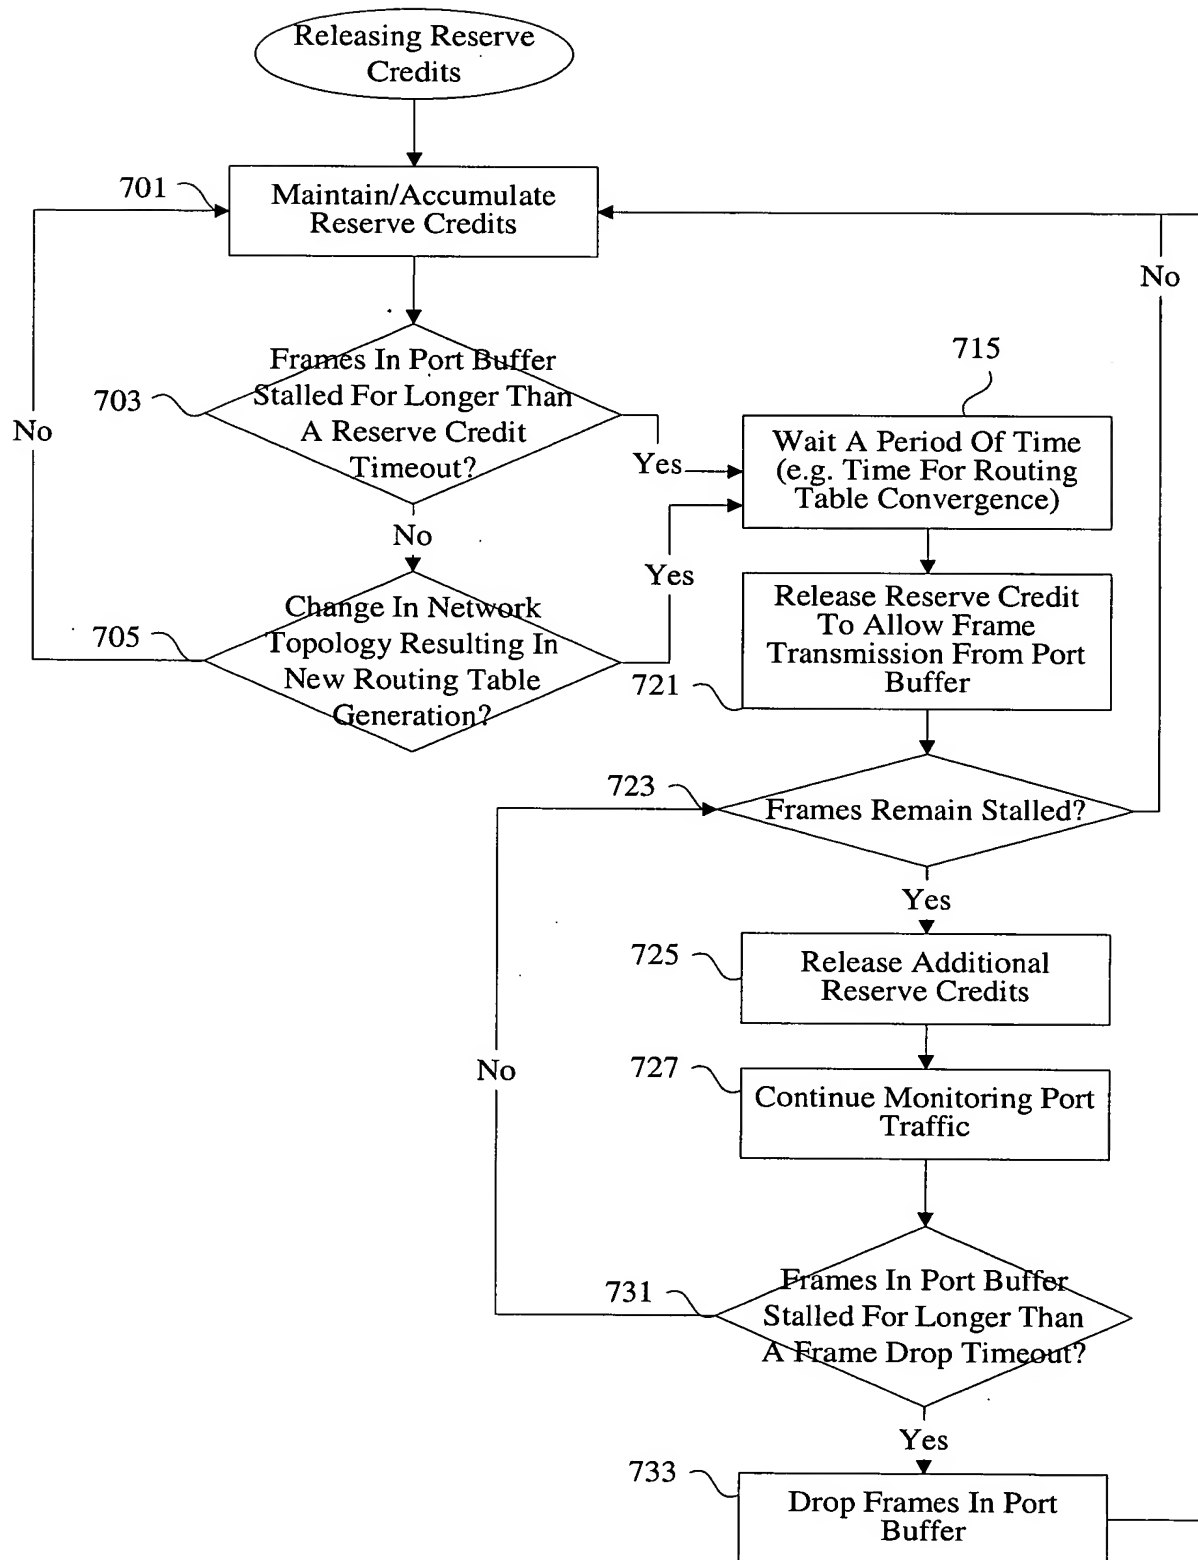 Releasing Reserve
Credits
701
Maintain/Accumulate
Reserve Credits
No
No
703
Frames In Port Buffer
Stalled For Longer Than
A Reserve Credit
Timeout?
Yes
715
Wait A Period Of Time
(e.g. Time For Routing
Table Convergence)
No
705
Change In Network
Topology Resulting In
New Routing Table
Generation?
Yes
721
Release Reserve Credit
To Allow Frame
Transmission From Port
Buffer
723
Frames Remain Stalled?
Yes
725
Release Additional
Reserve Credits
No
727
Continue Monitoring Port
Traffic
731
Frames In Port Buffer
Stalled For Longer Than
A Frame Drop Timeout?
Yes
733
Drop Frames In Port
Buffer